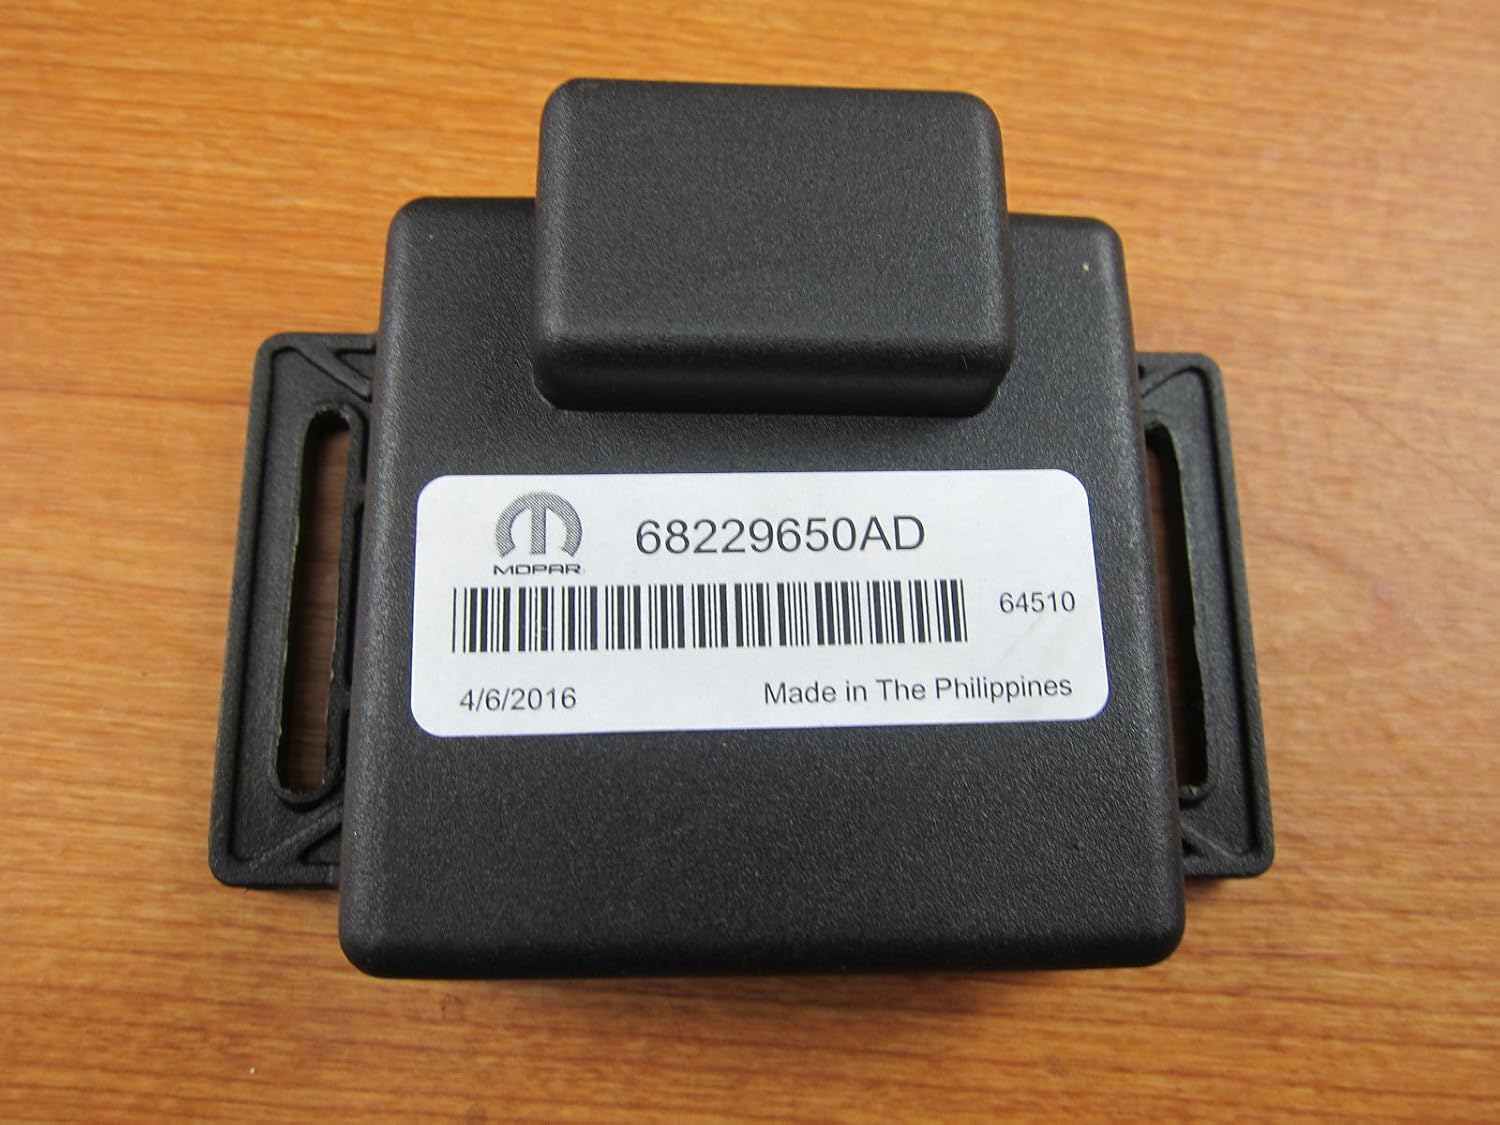 MOPAR
68229650AD
64510
4/6/2016
Made in The Philippines